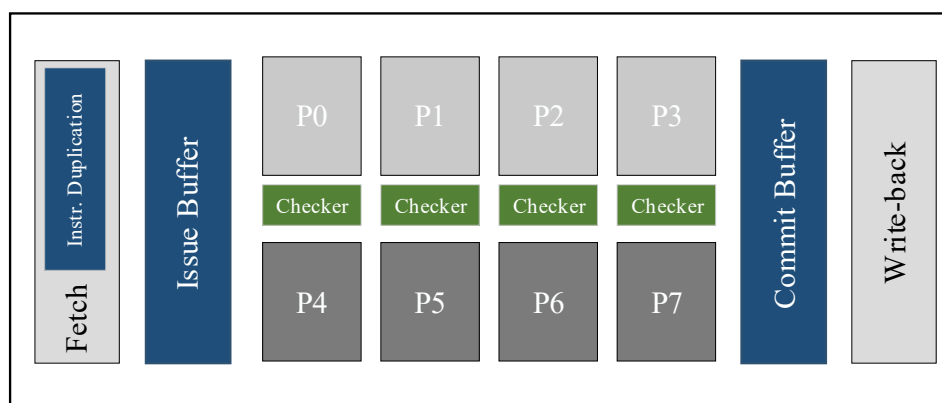 Instr. Duplication
Fetch
Issue Buffer
P0
P1
P2
P3
Checker
Checker
Checker
Checker
P4
P5
P6
P7
Commit Buffer
Write-back